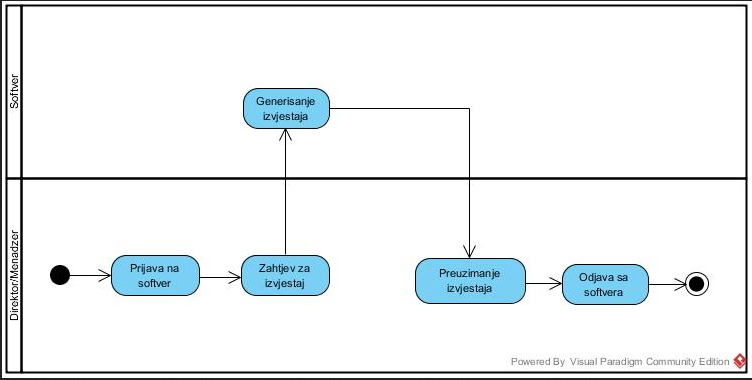 Softver
Generisanje
izvjestaja
Direktor/Menadzer
Prijava na
softver
Zahtjev za
izvjestaj
Preuzimanje
izvjestaja
Odjava sa
softvera
Powered By Visual Paradigm Community Edition